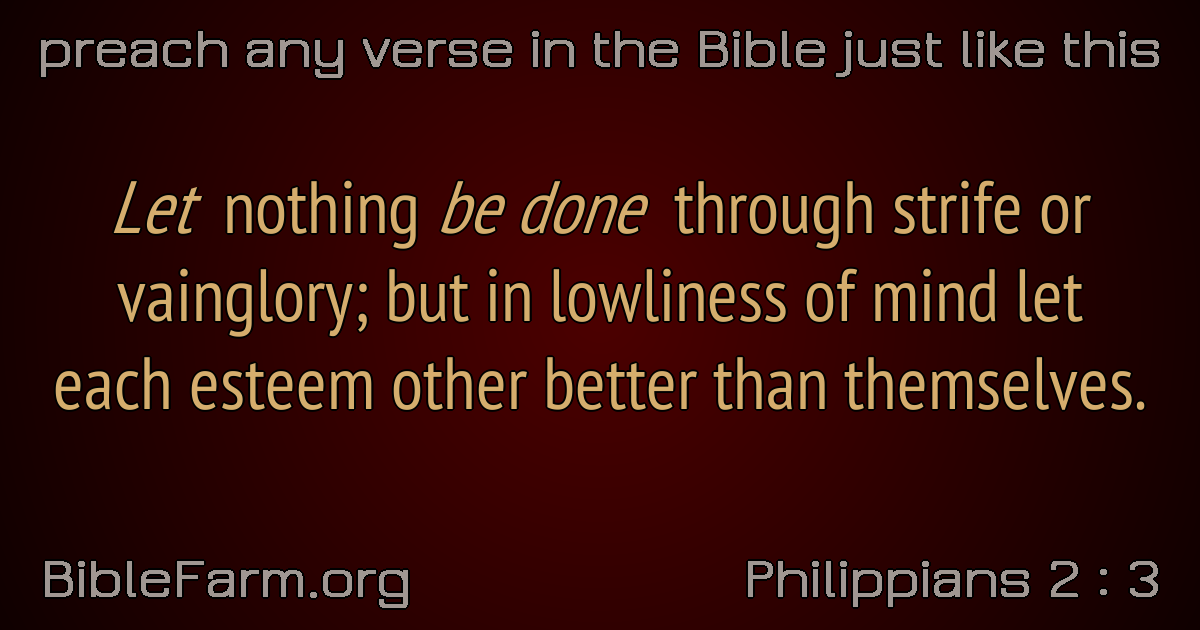 preach any verse in the Bible just like this
Let nothing be done through strife or
vainglory; but in lowliness of mind let
each esteem other better than themselves.
BibleFarm.org
Philippians 2 : 3